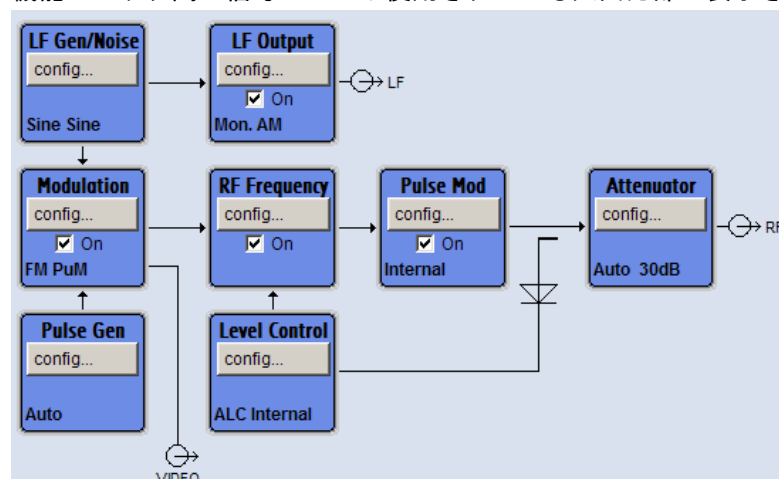 LF Gen/Noise
config...
Sine Sine
LF Output
config...
On
Mon. AM
LF
Modulation
config...
On
FM PuM
RF Frequency
config...
On
Pulse Mod
config...
On
Internal
Attenuator
config...
Auto 30dB
RF
Pulse Gen
config...
Auto
Level Control
config...
ALC Internal
VIDEO